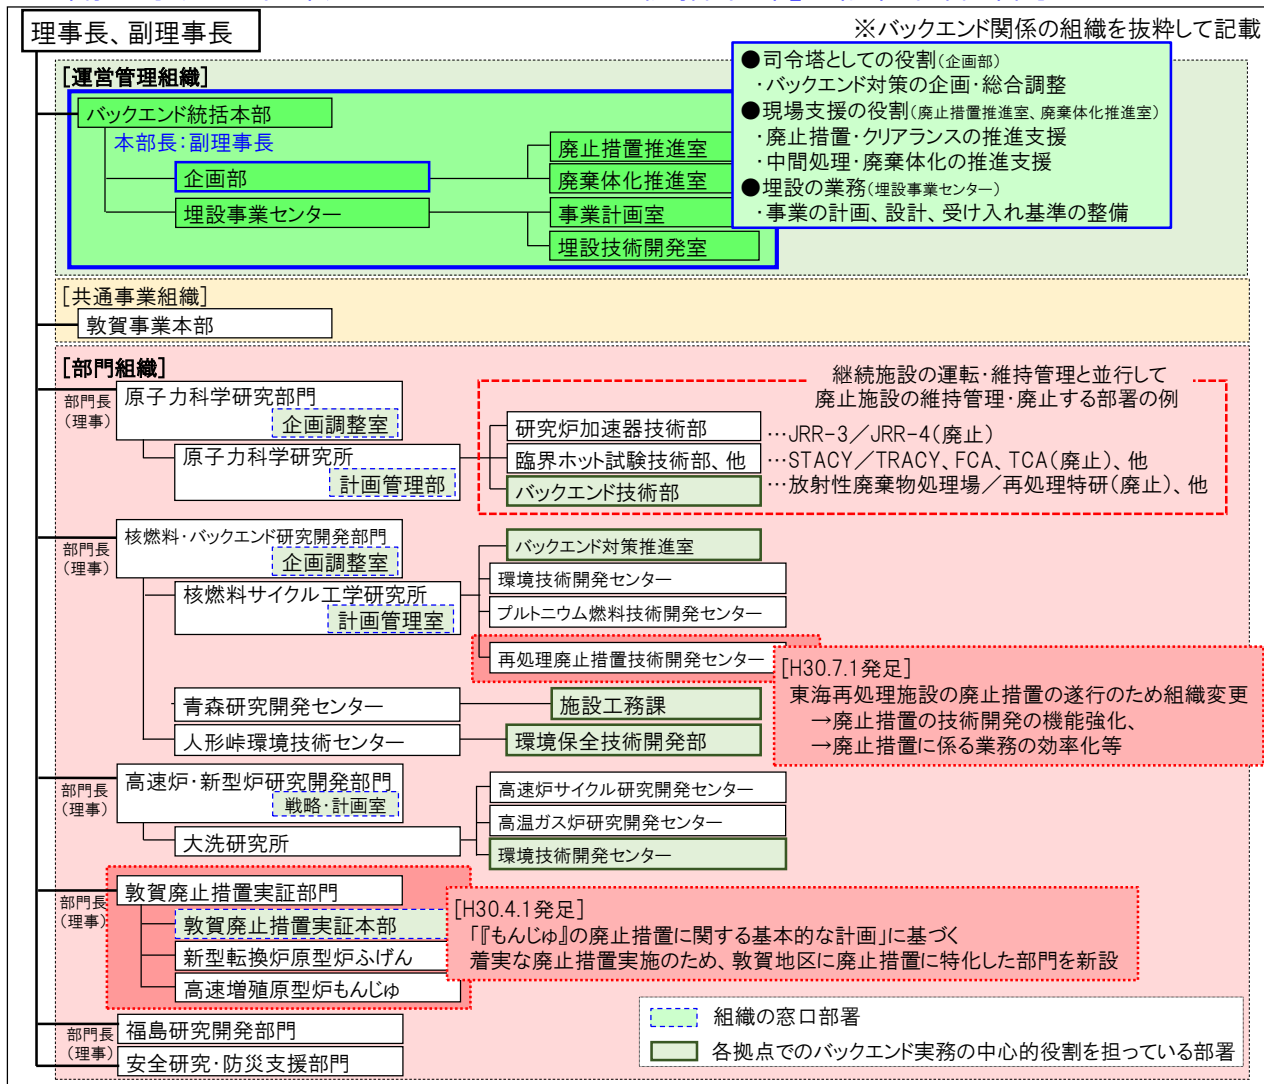 理事長、副理事長
※バックエンド関係の組織を抜粋して記載
[運営管理組織]
バックエンド統括本部
本部長：副理事長
企画部
廃止措置推進室
廃棄体化推進室
埋設事業センター
事業計画室
埋設技術開発室
●司令塔としての役割(企画部)
・バックエンド対策の企画・総合調整
●現場支援の役割(廃止措置推進室、廃棄体化推進室)
・廃止措置・クリアランスの推進支援
・中間処理・廃棄体化の推進支援
●埋設の業務(埋設事業センター)
・事業の計画、設計、受け入れ基準の整備
[共通事業組織]
敦賀事業本部
[部門組織]
部門長
(理事)
原子力科学研究部門
企画調整室
原子力科学研究所
計画管理部
継続施設の運転・維持管理と並行して
廃止施設の維持管理・廃止する部署の例
研究炉加速器技術部
…JRR-3／JRR-4(廃止)
臨界ホット試験技術部、他
…STACY／TRACY、FCA、TCA(廃止)、他
バックエンド技術部
…放射性廃棄物処理場／再処理特研(廃止)、他
部門長
(理事)
核燃料・バックエンド研究開発部門
企画調整室
核燃料サイクル工学研究所
計画管理室
バックエンド対策推進室
環境技術開発センター
プルトニウム燃料技術開発センター
再処理廃止措置技術開発センター
[H30.7.1発足]
東海再処理施設の廃止措置の遂行のため組織変更
→廃止措置の技術開発の機能強化、
→廃止措置に係る業務の効率化等
青森研究開発センター
施設工務課
人形峠環境技術センター
環境保全技術開発部
部門長
(理事)
高速炉・新型炉研究開発部門
戦略・計画室
大洗研究所
高速炉サイクル研究開発センター
高温ガス炉研究開発センター
環境技術開発センター
部門長
(理事)
敦賀廃止措置実証部門
敦賀廃止措置実証本部
新型転換炉原型炉ふげん
高速増殖原型炉もんじゅ
[H30.4.1発足]
「『もんじゅ』の廃止措置に関する基本的な計画」に基づく
着実な廃止措置実施のため、敦賀地区に廃止措置に特化した部門を新設
部門長
(理事)
福島研究開発部門
安全研究・防災支援部門
組織の窓口部署
各拠点でのバックエンド実務の中心的役割を担っている部署